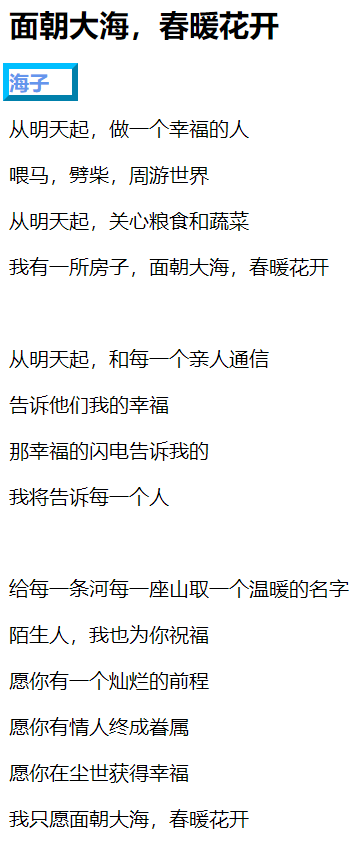 面朝大海，春暖花开
海子
从明天起，做一个幸福的人
喂马，劈柴，周游世界
从明天起，关心粮食和蔬菜
我有一所房子，面朝大海，春暖花开
从明天起，和每一个亲人通信
告诉他们我的幸福
那幸福的闪电告诉我的
我将告诉每一个人
给每一条河每一座山取一个温暖的名字
陌生人，我也为你祝福
愿你有一个灿烂的前程
愿你有情人终成眷属
愿你在尘世获得幸福
我只愿面朝大海，春暖花开